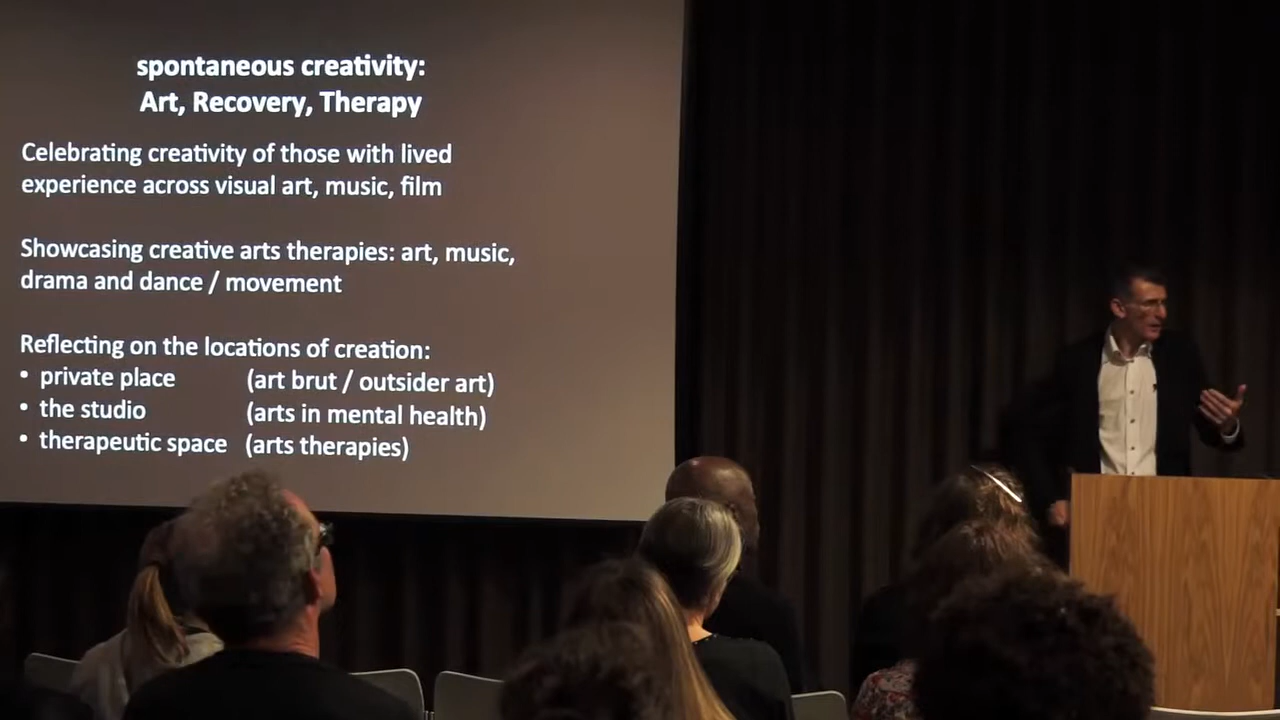 spontaneous creativity:
Art, Recovery, Therapy
Celebrating creativity of those with lived
experience across visual art, music, film
Showcasing creative arts therapies: art, music,
drama and dance / movement
Reflecting on the locations of creation:
• private place (art brut / outsider art)
• the studio (arts in mental health)
• therapeutic space (arts therapies)